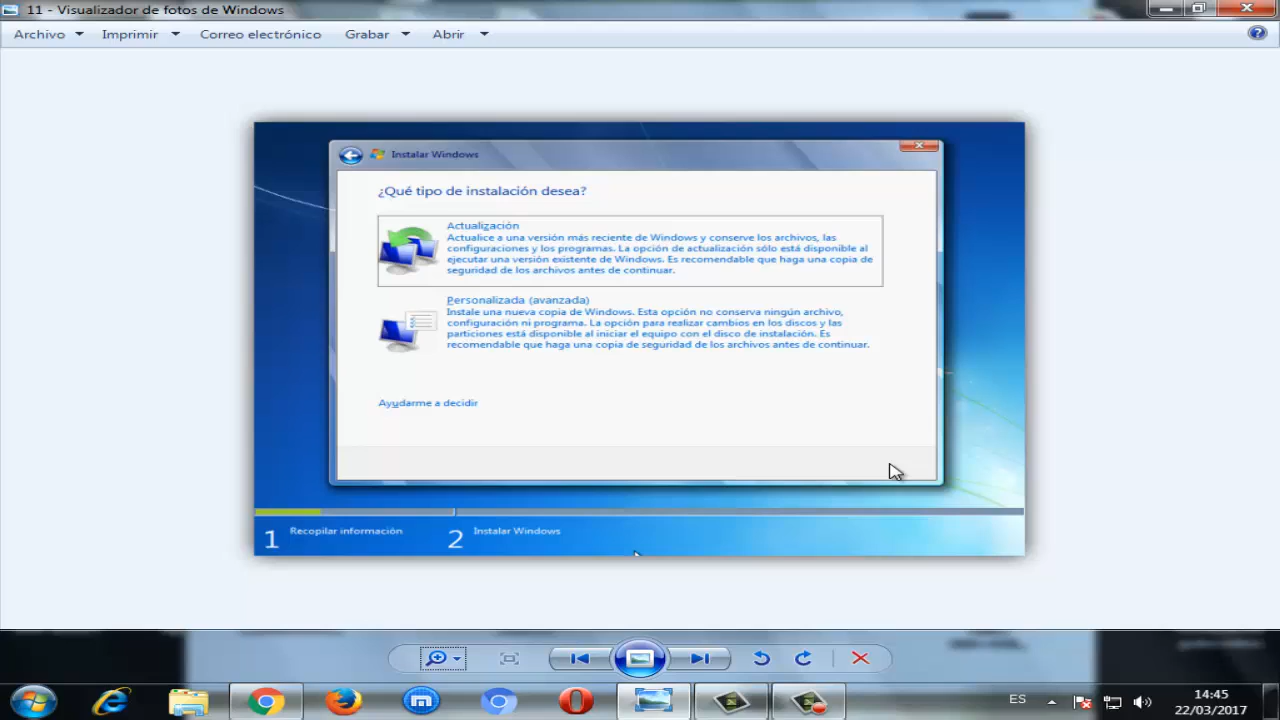 11 - Visualizador de fotos de Windows
Archivo Imprimir Correo electrónico Grabar Abrir
Instalar Windows
¿Qué tipo de instalación desea?
Actualización
Actualice a una versión más reciente de Windows y conserve los archivos, las
configuraciones y los programas. La opción de actualización sólo está disponible al
ejecutar una versión existente de Windows. Es recomendable que haga una copia de
seguridad de los archivos antes de continuar.
Personalizada (avanzada)
Instale una nueva copia de Windows. Esta opción no conserva ningún archivo,
configuración ni programa. La opción para realizar cambios en los discos y las
particiones está disponible al iniciar el equipo con el disco de instalación. Es
recomendable que haga una copia de seguridad de los archivos antes de continuar.
Ayudarme a decidir
1 Recopilar información 2 Instalar Windows
ES
14:45
22/03/2017